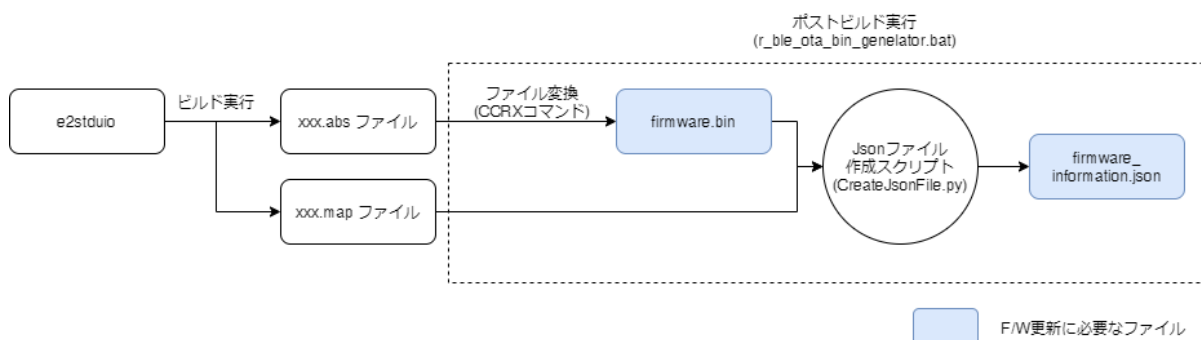 ポストビルド実行
(r_ble_ota_bin_genelator.bat)
e2stduio
ビルド実行
xxx.abs ファイル
ファイル変換
(CCRXコマンド)
firmware.bin
Jsonファイル
作成スクリプト
(CreateJsonFile.py)
firmware_
information.json
xxx.map ファイル
F/W更新に必要なファイル